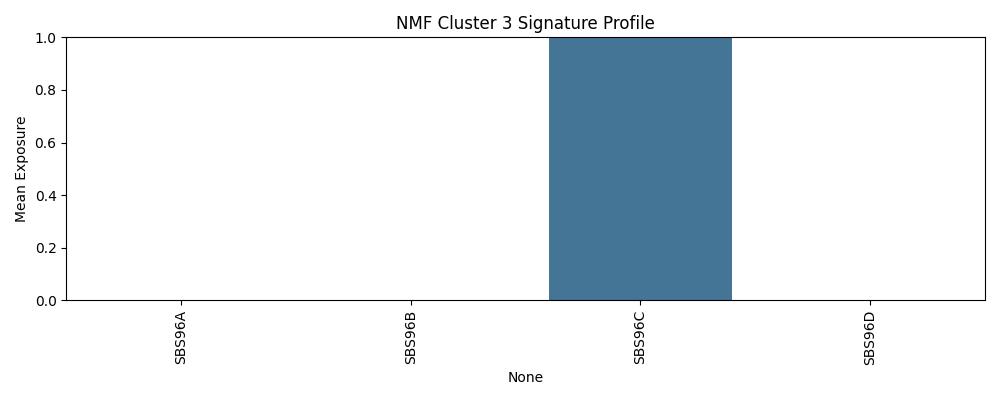 NMF Cluster 3 Signature Profile
Mean Exposure
1.0
0.8
0.6
0.4
0.2
0.0
SBS96A
SBS96B
SBS96C
SBS96D
None